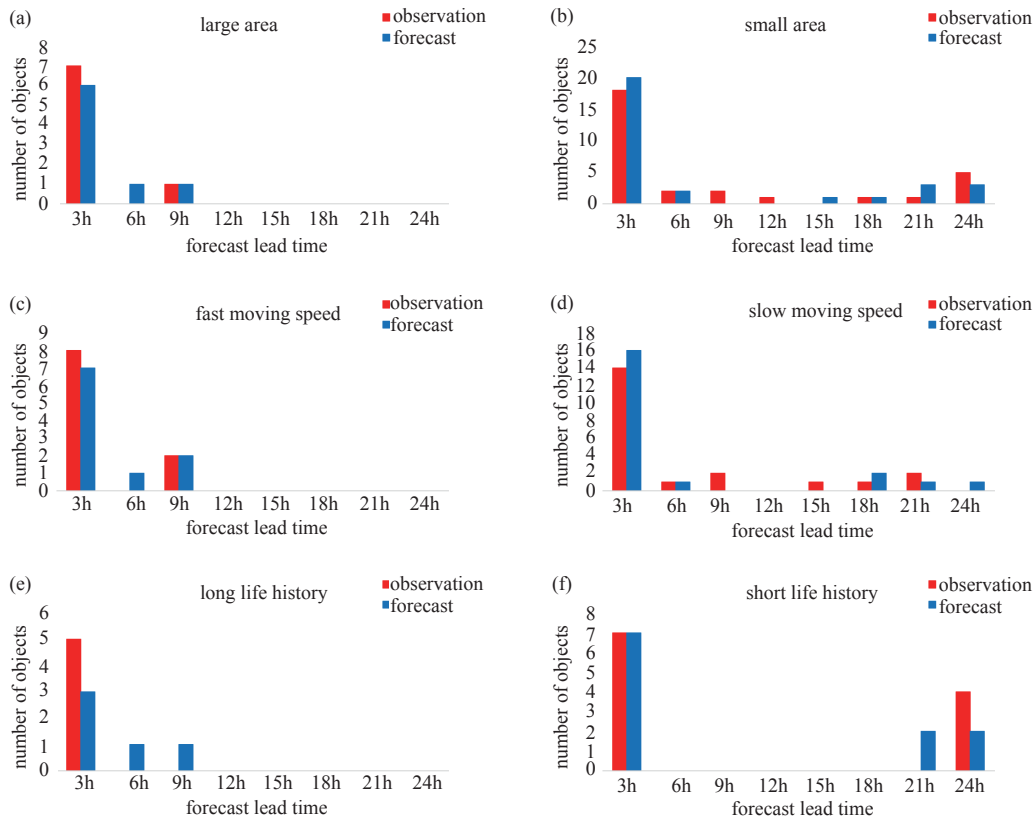 (a)
large area
observation
forecast
number of objects
8
7
6
5
4
3
2
1
0
3h 6h 9h 12h 15h 18h 21h 24h
forecast lead time
(b)
small area
observation
forecast
number of objects
25
20
15
10
5
0
3h 6h 9h 12h 15h 18h 21h 24h
forecast lead time
(c)
fast moving speed
observation
forecast
number of objects
9
8
7
6
5
4
3
2
1
0
3h 6h 9h 12h 15h 18h 21h 24h
forecast lead time
(d)
slow moving speed
observation
forecast
number of objects
18
16
14
12
10
8
6
4
2
0
3h 6h 9h 12h 15h 18h 21h 24h
forecast lead time
(e)
long life history
observation
forecast
number of objects
6
5
4
3
2
1
0
3h 6h 9h 12h 15h 18h 21h 24h
forecast lead time
(f)
short life history
observation
forecast
number of objects
8
7
6
5
4
3
2
1
0
3h 6h 9h 12h 15h 18h 21h 24h
forecast lead time